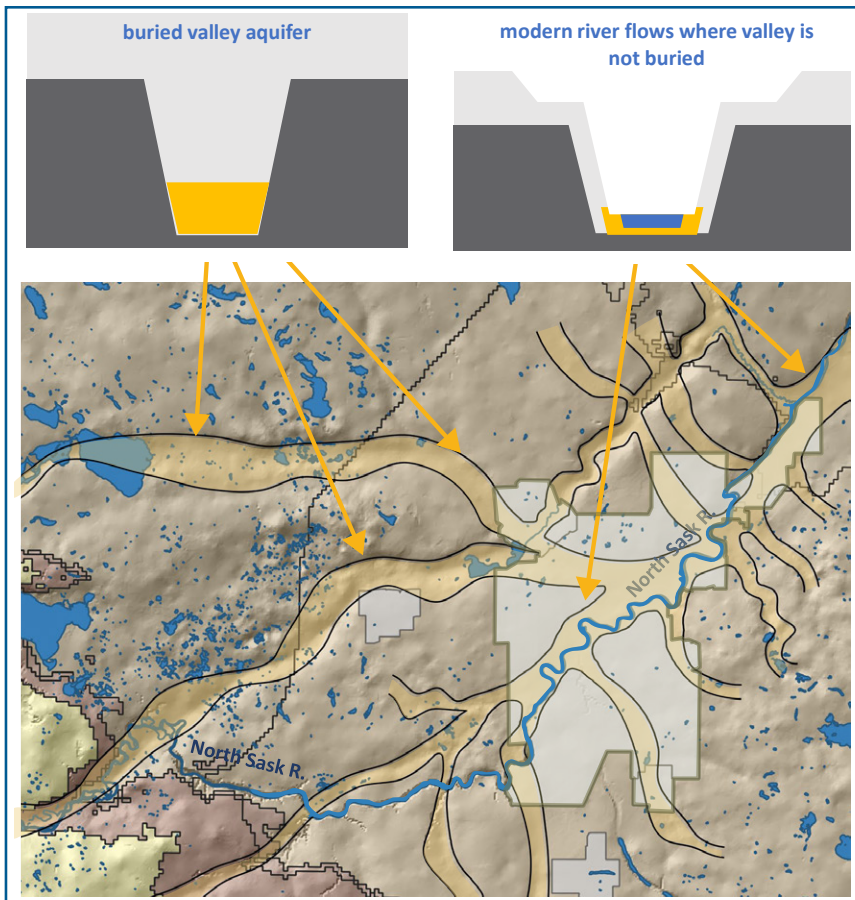 buried valley aquifer
modern river flows where valley is
not buried
North Sask R.
North Sask R.